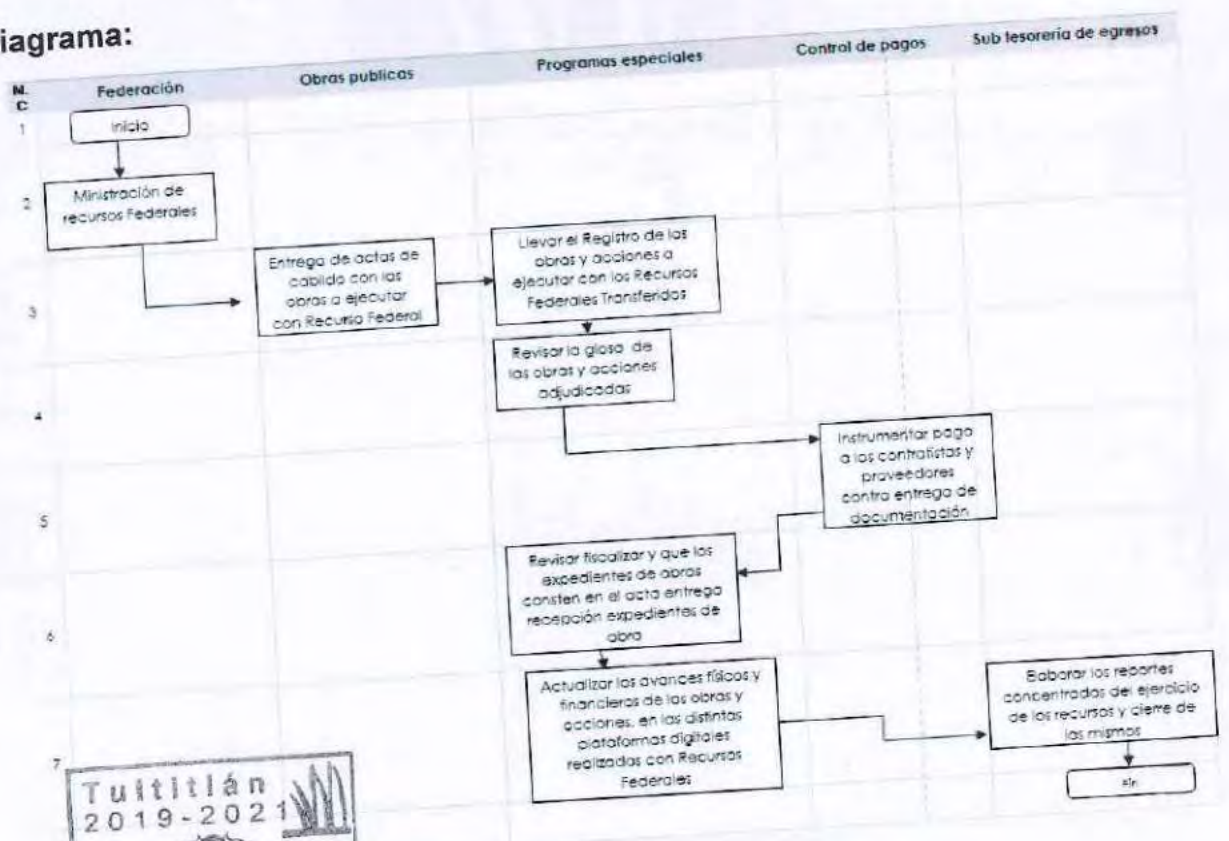 iagrama:
N.
C
Federación
Obras publicas
Programas especiales
Control de pagos
Sub tesorería de egresos
1
Inicio
2
Ministración de
recursos Federales
3
Entrega de actas de
cabildo con las
obras a ejecutar
con Recurso Federal
Llevar el Registro de las
obras y acciones a
ejecutar con los Recursos
Federales Transferidos
Revisar la glosa de
las obras y acciones
adjudicadas
4
Instrumentar pago
a los contratistas y
proveedores
contra entrega de
documentación
5
Revisar fiscalizar y que los
expedientes de obras
consten en el acta entrega
recepción expedientes de
obra
6
Actualizar los avances físicos y
financieros de las obras y
acciones, en las distintas
plataformas digitales
realizadas con Recursos
Federales
Elaborar los reportes
concentrados del ejercicio
de los recursos y cierre de
los mismos
7
Fin
Tultitlán
2019-2021